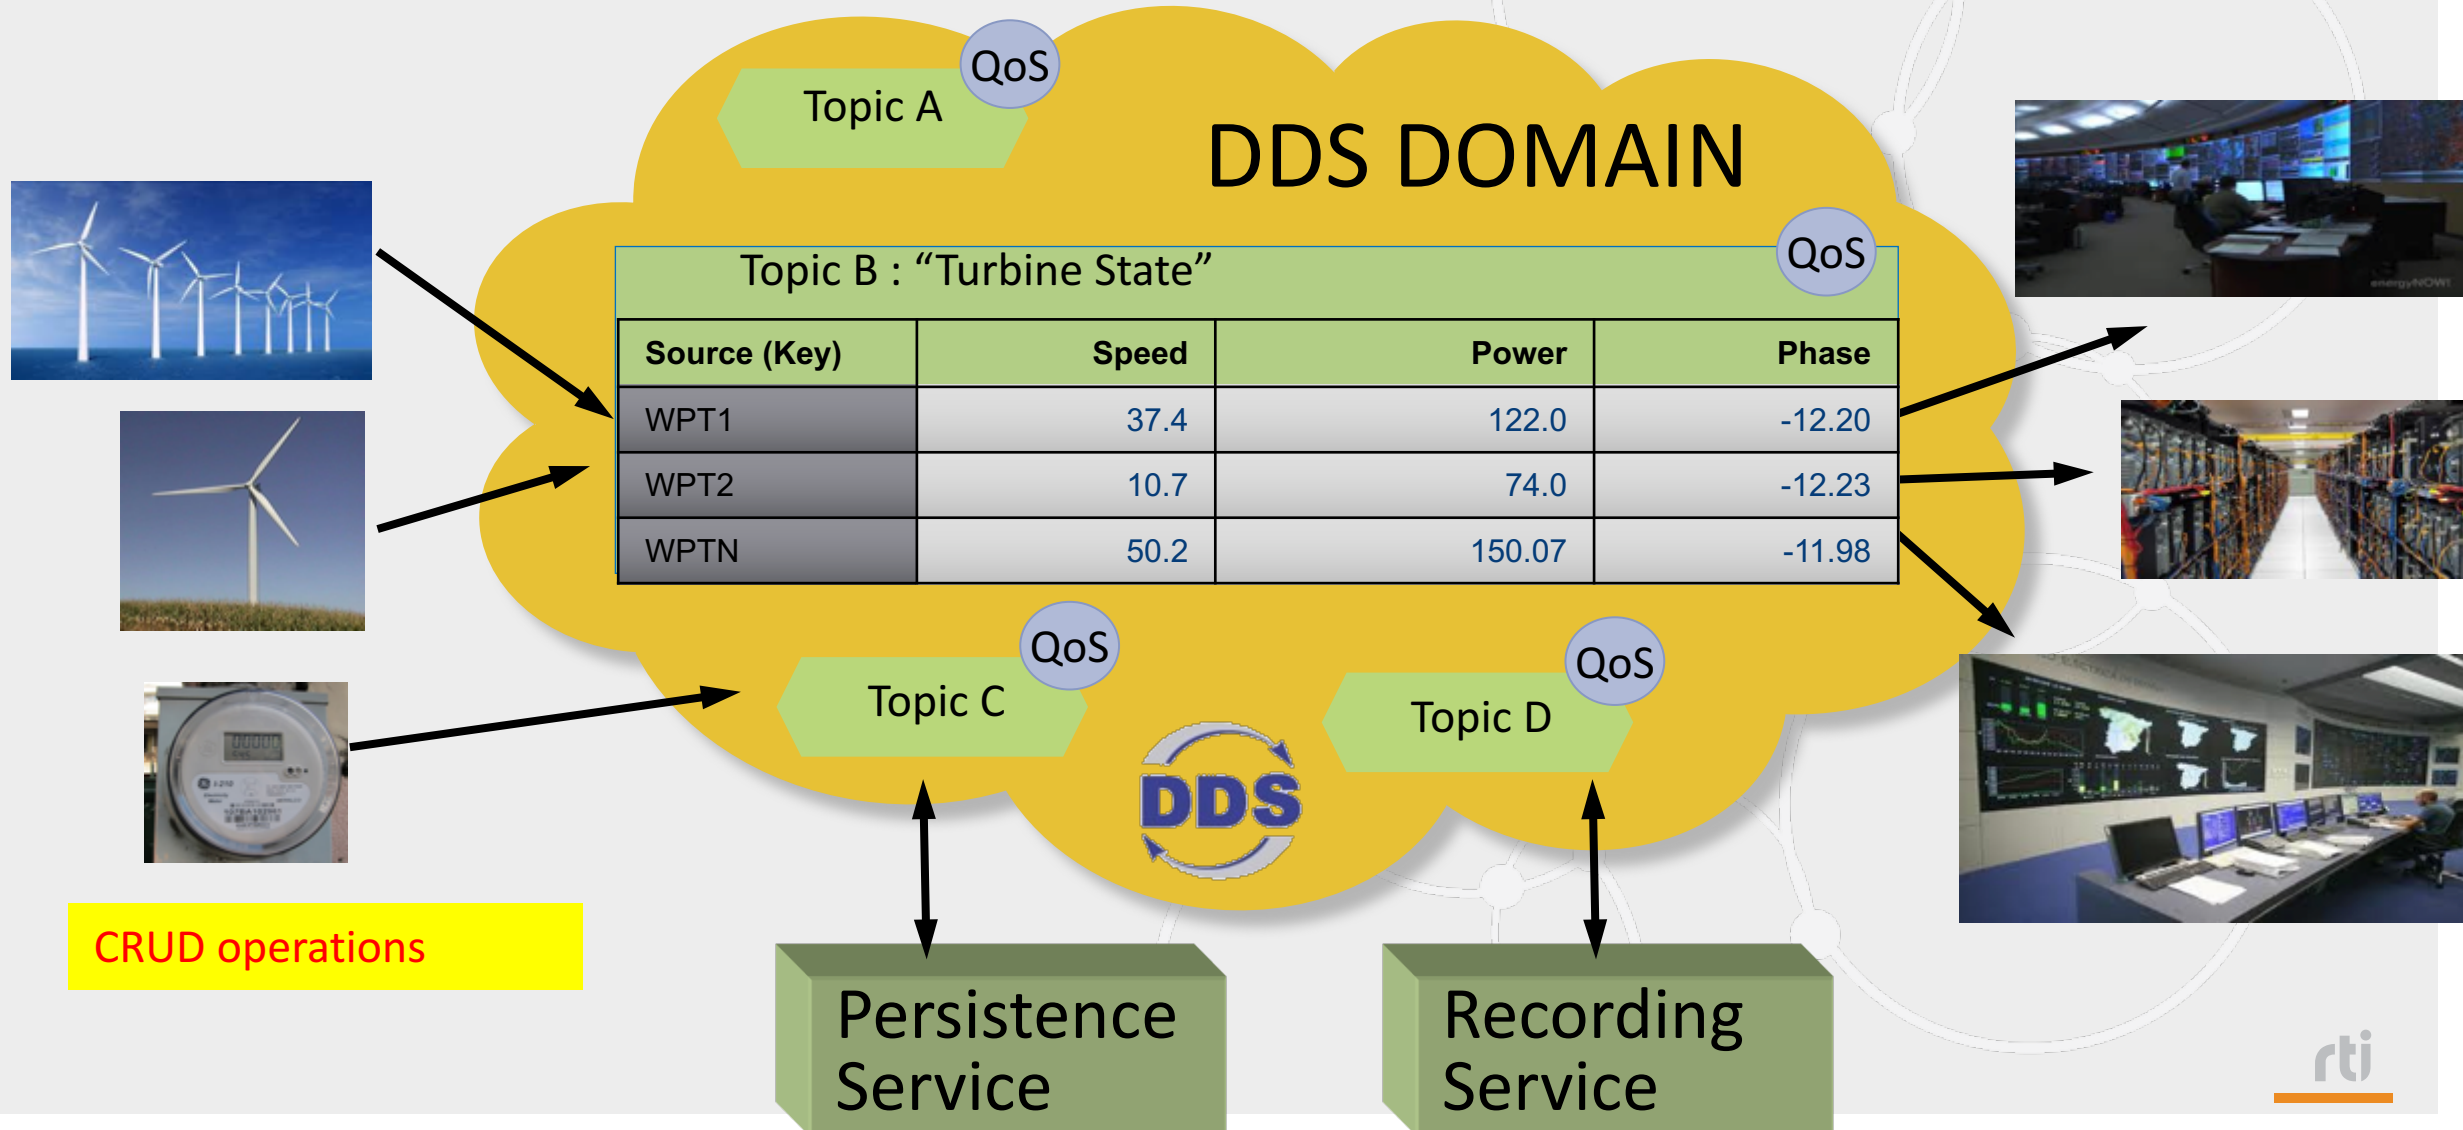 QoS
Topic A
DDS DOMAIN
QoS
Topic B : “Turbine State”
Source (Key) Speed Power Phase
WPT1 37.4 122.0 -12.20
WPT2 10.7 74.0 -12.23
WPTN 50.2 150.07 -11.98
energyNOW!
QoS
QoS
Topic C
Topic D
DDS
CRUD operations
Persistence
Service
Recording
Service
rti